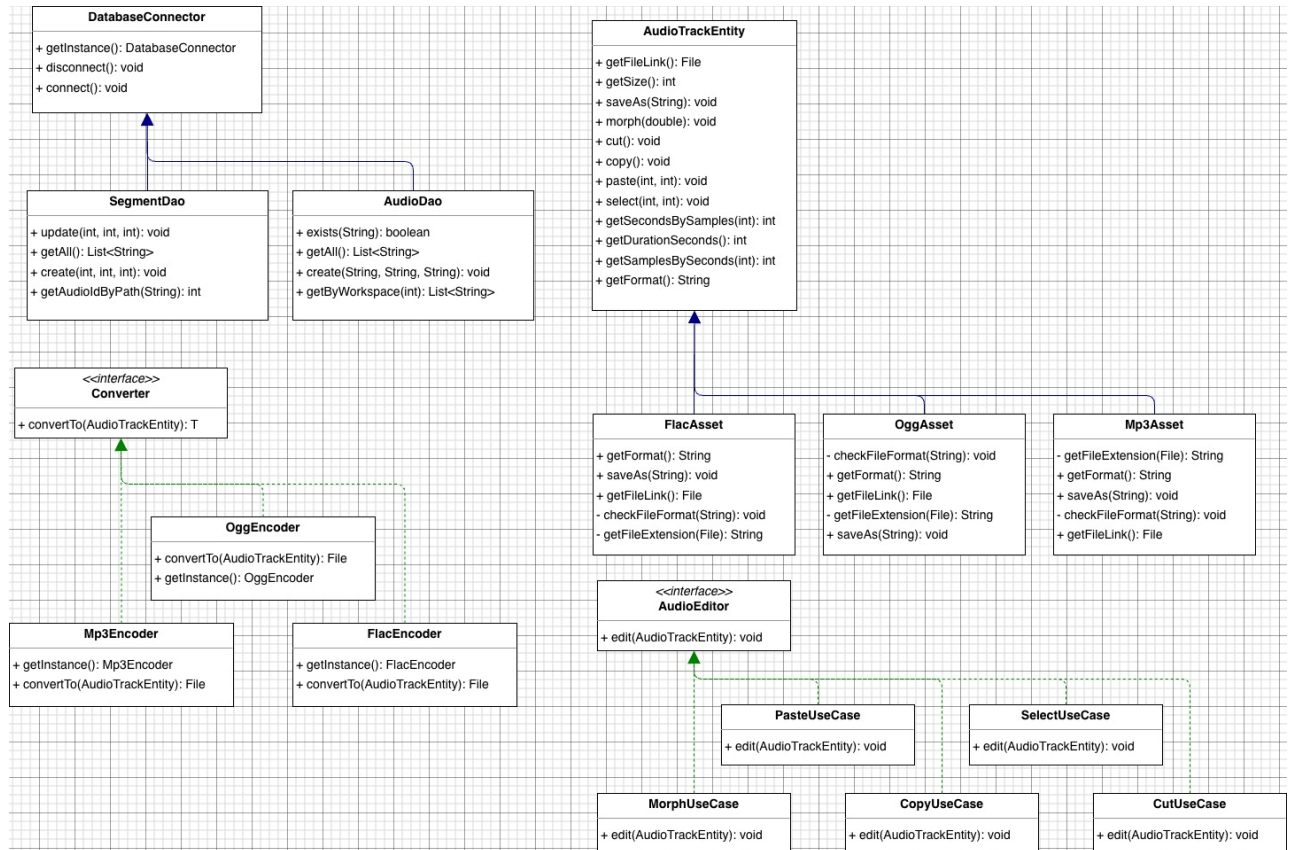 DatabaseConnector
+ getInstance(): DatabaseConnector
+ disconnect(): void
+ connect(): void
AudioTrackEntity
+ getFileLink(): File
+ getSize(): int
+ saveAs(String): void
+ morph(double): void
+ cut(): void
+ copy(): void
+ paste(int, int): void
+ select(int, int): void
+ getSecondsBySamples(int): int
+ getDurationSeconds(): int
+ getSamplesBySeconds(int): int
+ getFormat(): String
SegmentDao
+ update(int, int, int): void
+ getAll(): List<String>
+ create(int, int, int): void
+ getAudioIdByPath(String): int
AudioDao
+ exists(String): boolean
+ getAll(): List<String>
+ create(String, String, String): void
+ getByWorkspace(int): List<String>
<<interface>>
Converter
+ convertTo(AudioTrackEntity): T
FlacAsset
+ getFormat(): String
+ saveAs(String): void
+ getFileLink(): File
- checkFileFormat(String): void
- getFileExtension(File): String
OggAsset
- checkFileFormat(String): void
+ getFormat(): String
+ getFileLink(): File
- getFileExtension(File): String
+ saveAs(String): void
Mp3Asset
- getFileExtension(File): String
+ getFormat(): String
+ saveAs(String): void
- checkFileFormat(String): void
+ getFileLink(): File
OggEncoder
+ convertTo(AudioTrackEntity): File
+ getInstance(): OggEncoder
Mp3Encoder
+ getInstance(): Mp3Encoder
+ convertTo(AudioTrackEntity): File
FlacEncoder
+ getInstance(): FlacEncoder
+ convertTo(AudioTrackEntity): File
<<interface>>
AudioEditor
+ edit(AudioTrackEntity): void
PasteUseCase
+ edit(AudioTrackEntity): void
SelectUseCase
+ edit(AudioTrackEntity): void
MorphUseCase
+ edit(AudioTrackEntity): void
CopyUseCase
+ edit(AudioTrackEntity): void
CutUseCase
+ edit(AudioTrackEntity): void